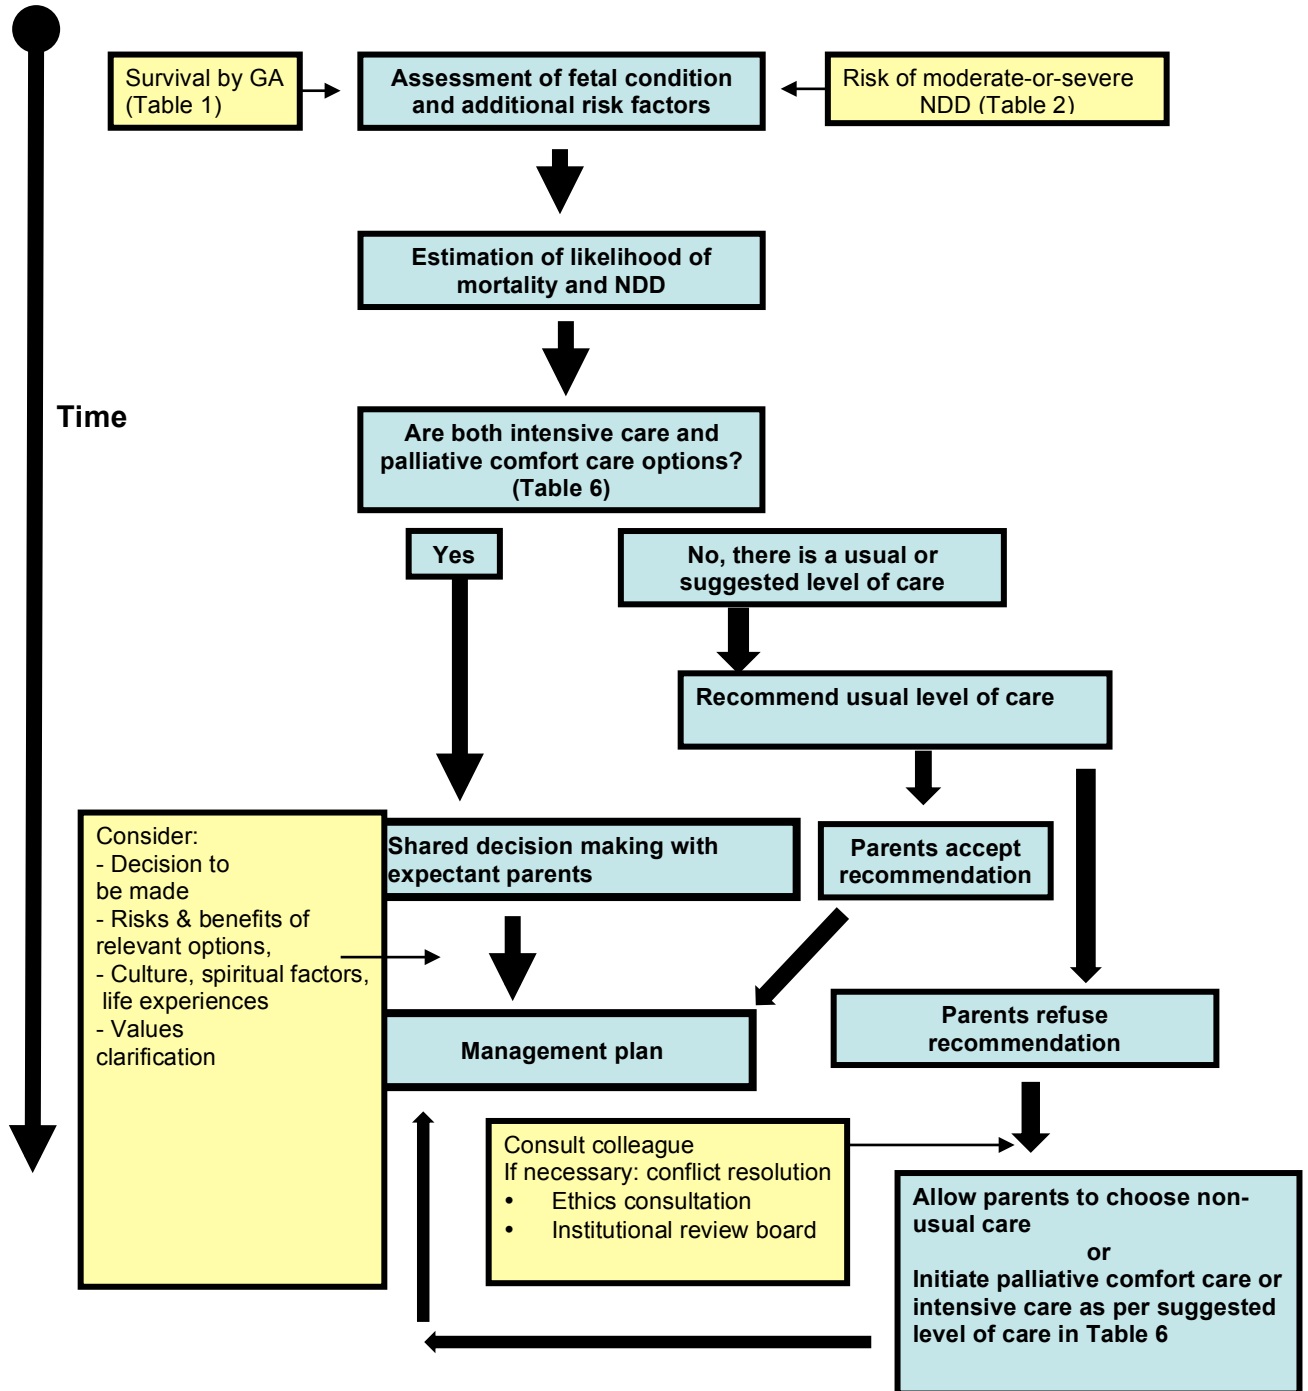 Survival by GA
(Table 1)
Assessment of fetal condition
and additional risk factors
Risk of moderate-or-severe
NDD (Table 2)
Estimation of likelihood of
mortality and NDD
Time
Are both intensive care and
palliative comfort care options?
(Table 6)
Yes
No, there is a usual or
suggested level of care
Recommend usual level of care
Consider:
- Decision to
be made
- Risks & benefits of
relevant options,
- Culture, spiritual factors,
life experiences
- Values
clarification
Shared decision making with
expectant parents
Parents accept
recommendation
Management plan
Parents refuse
recommendation
Consult colleague
If necessary: conflict resolution
• Ethics consultation
• Institutional review board
Allow parents to choose non-
usual care
or
Initiate palliative comfort care or
intensive care as per suggested
level of care in Table 6